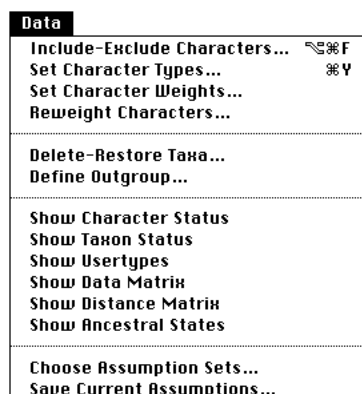 Data
Include-Exclude Characters... ⌥⌘F
Set Character Types... ⌘Y
Set Character Weights...
Reweight Characters...
Delete-Restore Taxa...
Define Outgroup...
Show Character Status
Show Taxon Status
Show Usertypes
Show Data Matrix
Show Distance Matrix
Show Ancestral States
Choose Assumption Sets...
Save Current Assumptions...